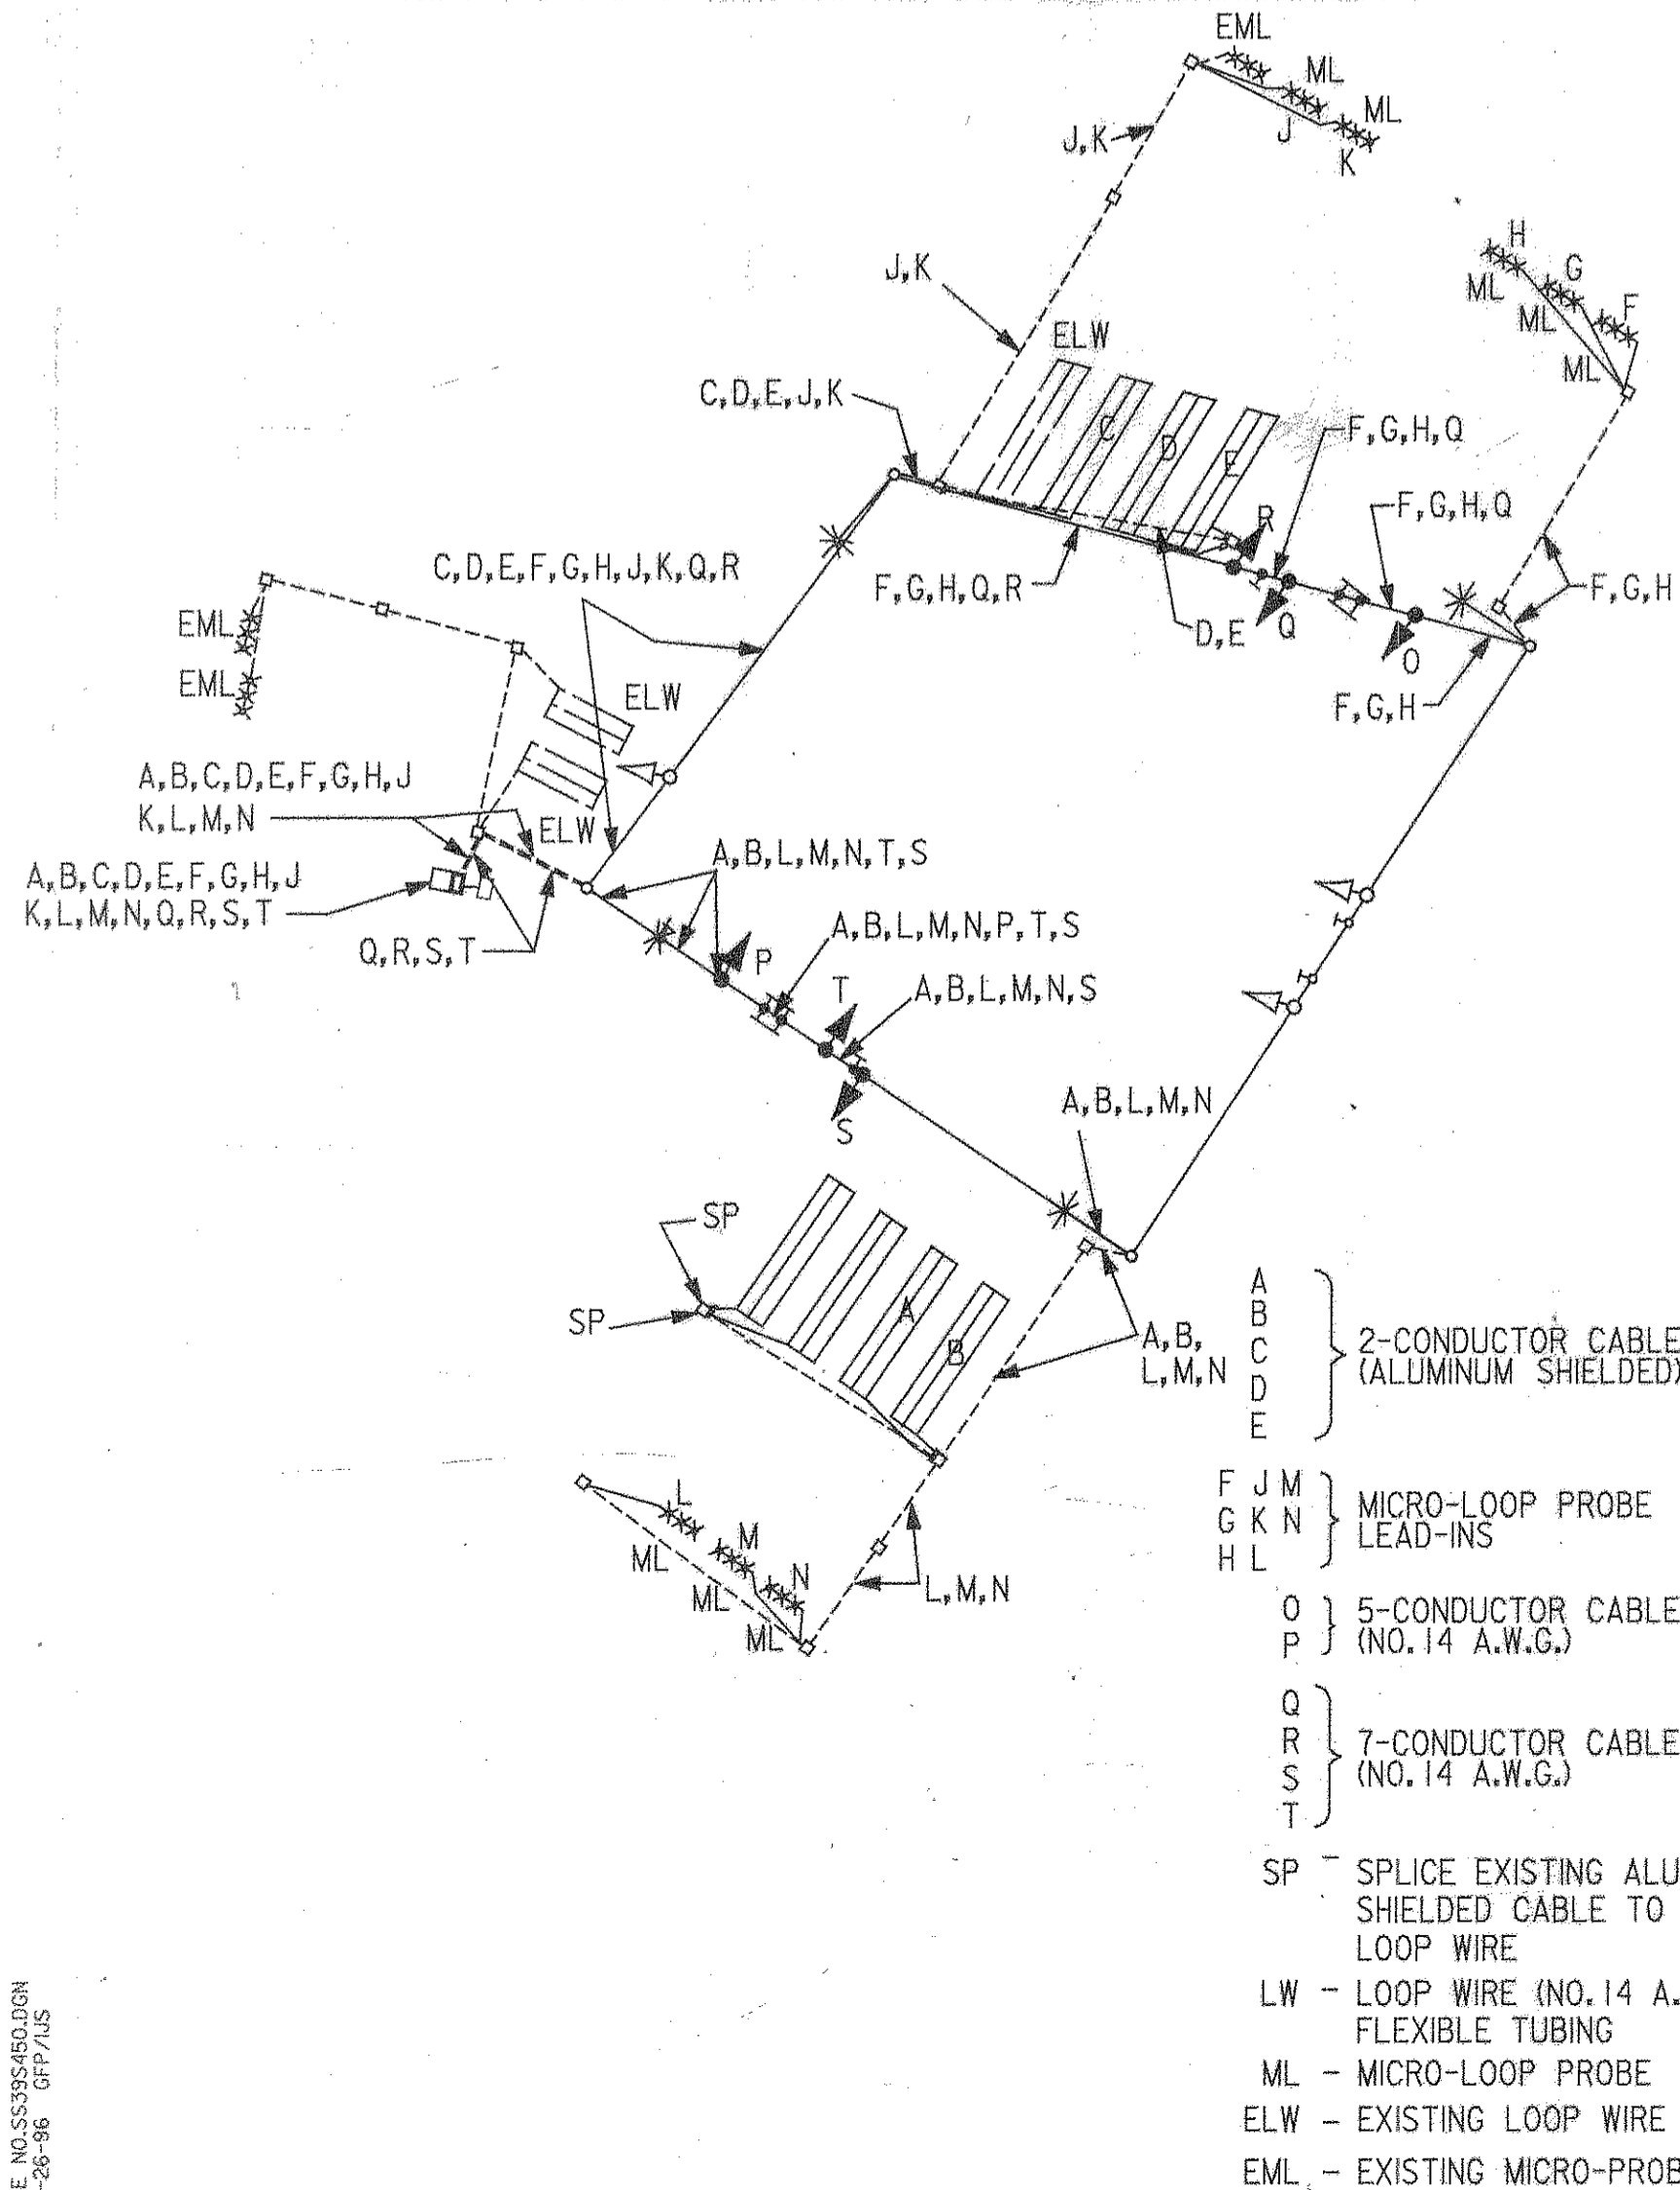 EML
ML
ML
J
K
J,K
H
G
F
ML
ML
ML
J,K
ELW
C,D,E,J,K
C
D
E
F,G,H,Q
R
F,G,H,Q
C,D,E,F,G,H,J,K,Q,R
F,G,H,Q,R
D,E
Q
O
F,G,H
F,G,H
EML
EML
ELW
A,B,C,D,E,F,G,H,J
K,L,M,N
ELW
A,B,L,M,N,T,S
A,B,C,D,E,F,G,H,J
K,L,M,N,Q,R,S,T
Q,R,S,T
A,B,L,M,N,P,T,S
P
T
A,B,L,M,N,S
S
A,B,L,M,N
SP
SP
A
B
A,B,
L,M,N
L
M
N
ML
ML
ML
L,M,N
A
B
C
D
E
2-CONDUCTOR CABLE
(ALUMINUM SHIELDED)
F J M
G K N
H L
MICRO-LOOP PROBE
LEAD-INS
O
P
5-CONDUCTOR CABLE
(NO.14 A.W.G.)
Q
R
S
T
7-CONDUCTOR CABLE
(NO.14 A.W.G.)
SP - SPLICE EXISTING ALU
SHIELDED CABLE TO
LOOP WIRE
LW - LOOP WIRE (NO.14 A.
FLEXIBLE TUBING
ML - MICRO-LOOP PROBE
ELW - EXISTING LOOP WIRE
EML - EXISTING MICRO-PROB
E NO.SS39S450.DGN
-26-96 GFP/IJS